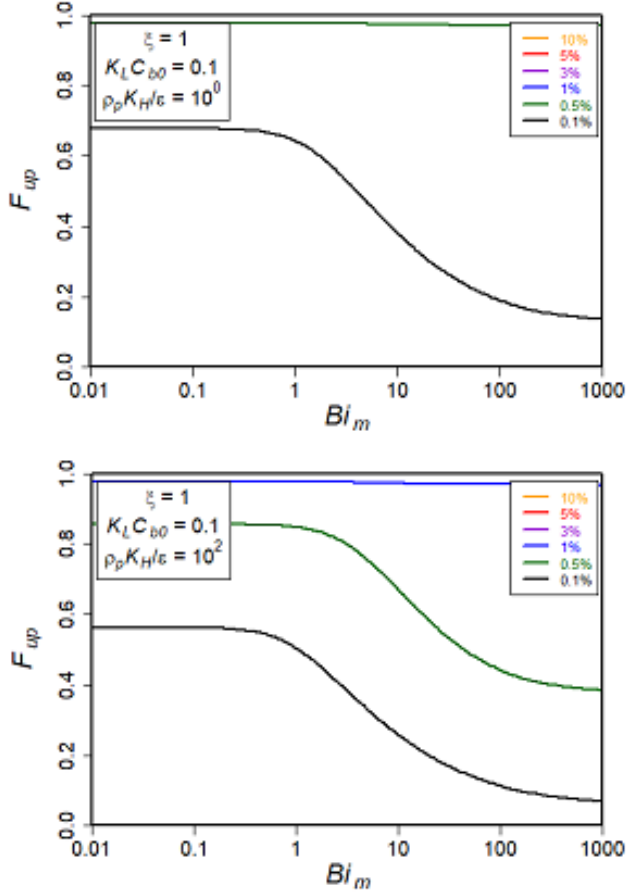 1.0
0.8
0.6
0.4
0.2
0.0
F_up
ξ = 1
K_L C_b0 = 0.1
ρ_p K_H/ε = 10^0
10%
5%
3%
1%
0.5%
0.1%
0.01 0.1 1 10 100 1000
Bi_m
1.0
0.8
0.6
0.4
0.2
0.0
F_up
ξ = 1
K_L C_b0 = 0.1
ρ_p K_H/ε = 10^2
10%
5%
3%
1%
0.5%
0.1%
0.01 0.1 1 10 100 1000
Bi_m